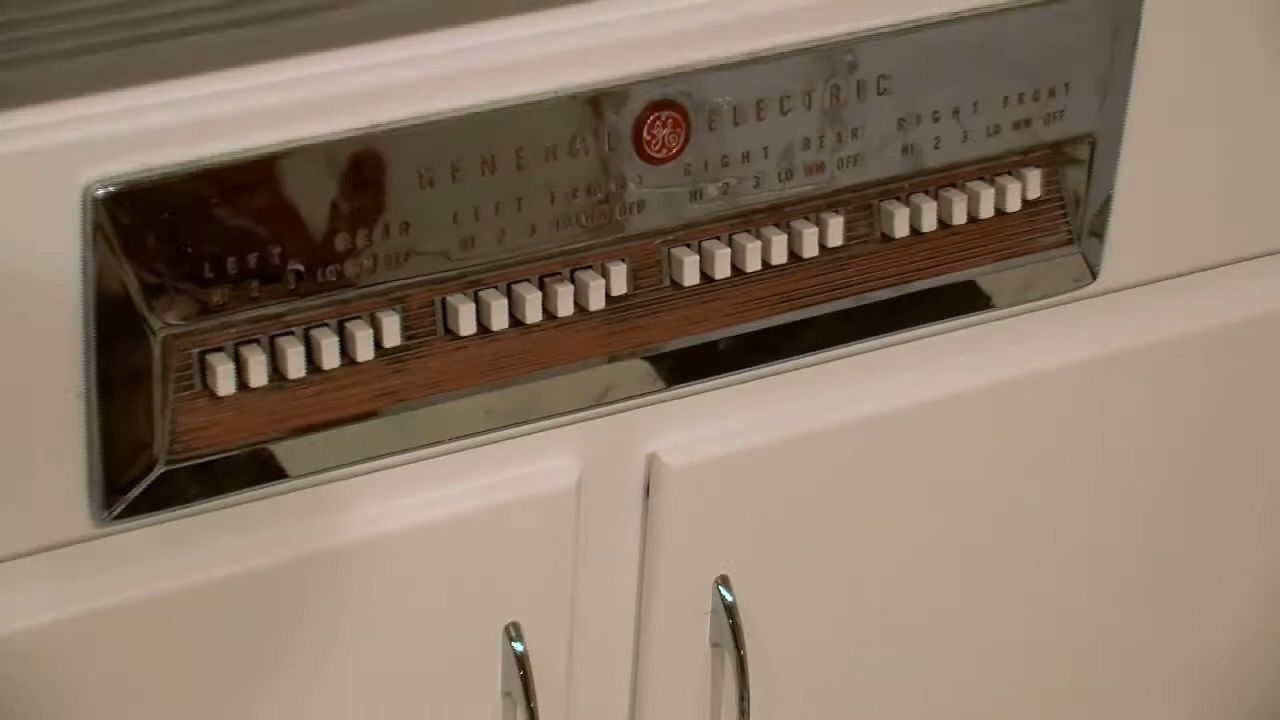 GENERAL GE ELECTRIC
LEFT REAR
HI 2 3 LO WM OFF
LEFT FRONT
HI 2 3 LO WM OFF
RIGHT REAR
HI 2 3 LO WM OFF
RIGHT FRONT
HI 2 3 LO WM OFF